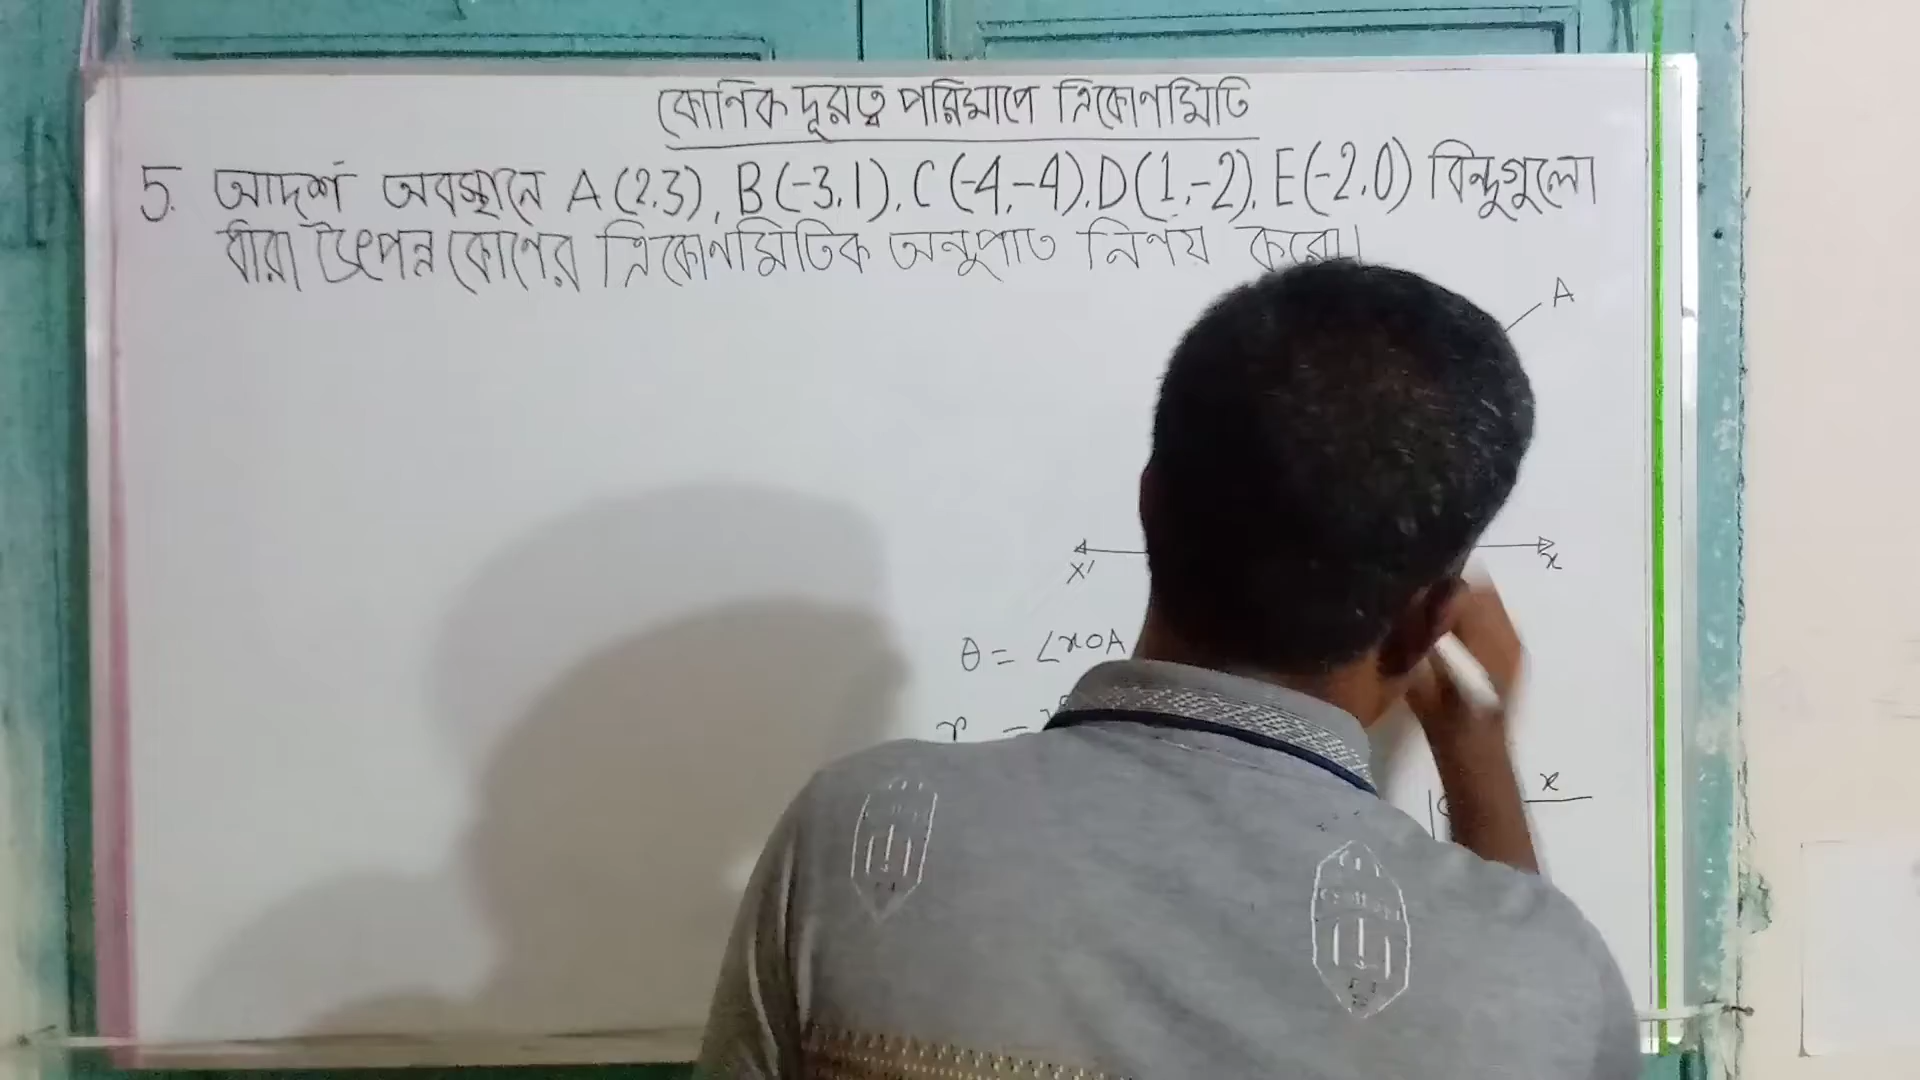 কৌণিক দূরত্ব পরিমাপে ত্রিকোণমিতি
5. আদর্শ অবস্থানে A(2,3), B(-3,1), C(-4,-4), D(1,-2), E(-2,0) বিন্দুগুলো
দ্বারা উৎপন্ন কোণের ত্রিকোণমিতিক অনুপাত নির্ণয় করো।
A
X'
x
θ = ∠xOA
r =
x